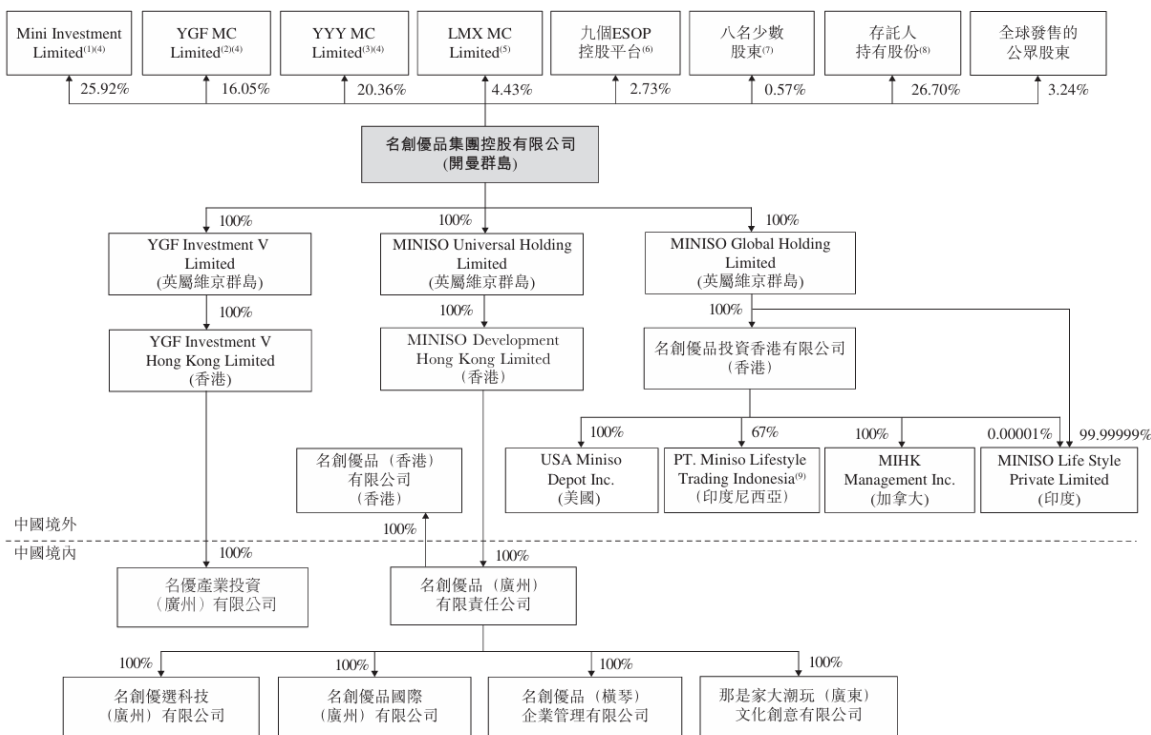 Mini Investment
Limited(1)(4)
YGF MC
Limited(2)(4)
YYY MC
Limited(3)(4)
LMX MC
Limited(5)
九個ESOP
控股平台(6)
八名少數
股東(7)
存託人
持有股份(8)
全球發售的
公眾股東
25.92%
16.05%
20.36%
4.43%
2.73%
0.57%
26.70%
3.24%
名創優品集團控股有限公司
(開曼群島)
100%
100%
100%
YGF Investment V
Limited
(英屬維京群島)
MINISO Universal Holding
Limited
(英屬維京群島)
MINISO Global Holding
Limited
(英屬維京群島)
100%
100%
100%
YGF Investment V
Hong Kong Limited
(香港)
MINISO Development
Hong Kong Limited
(香港)
名創優品投資香港有限公司
(香港)
100%
67%
100%
0.00001%
99.99999%
名創優品（香港）
有限公司
(香港)
USA Miniso
Depot Inc.
(美國)
PT. Miniso Lifestyle
Trading Indonesia(9)
(印度尼西亞)
MIHK
Management Inc.
(加拿大)
MINISO Life Style
Private Limited
(印度)
中國境外
100%
中國境內
100%
100%
名優產業投資
（廣州）有限公司
名創優品（廣州）
有限責任公司
100%
100%
100%
100%
名創優選科技
（廣州）有限公司
名創優品國際
（廣州）有限公司
名創優品（橫琴）
企業管理有限公司
那是家大潮玩（廣東）
文化創意有限公司